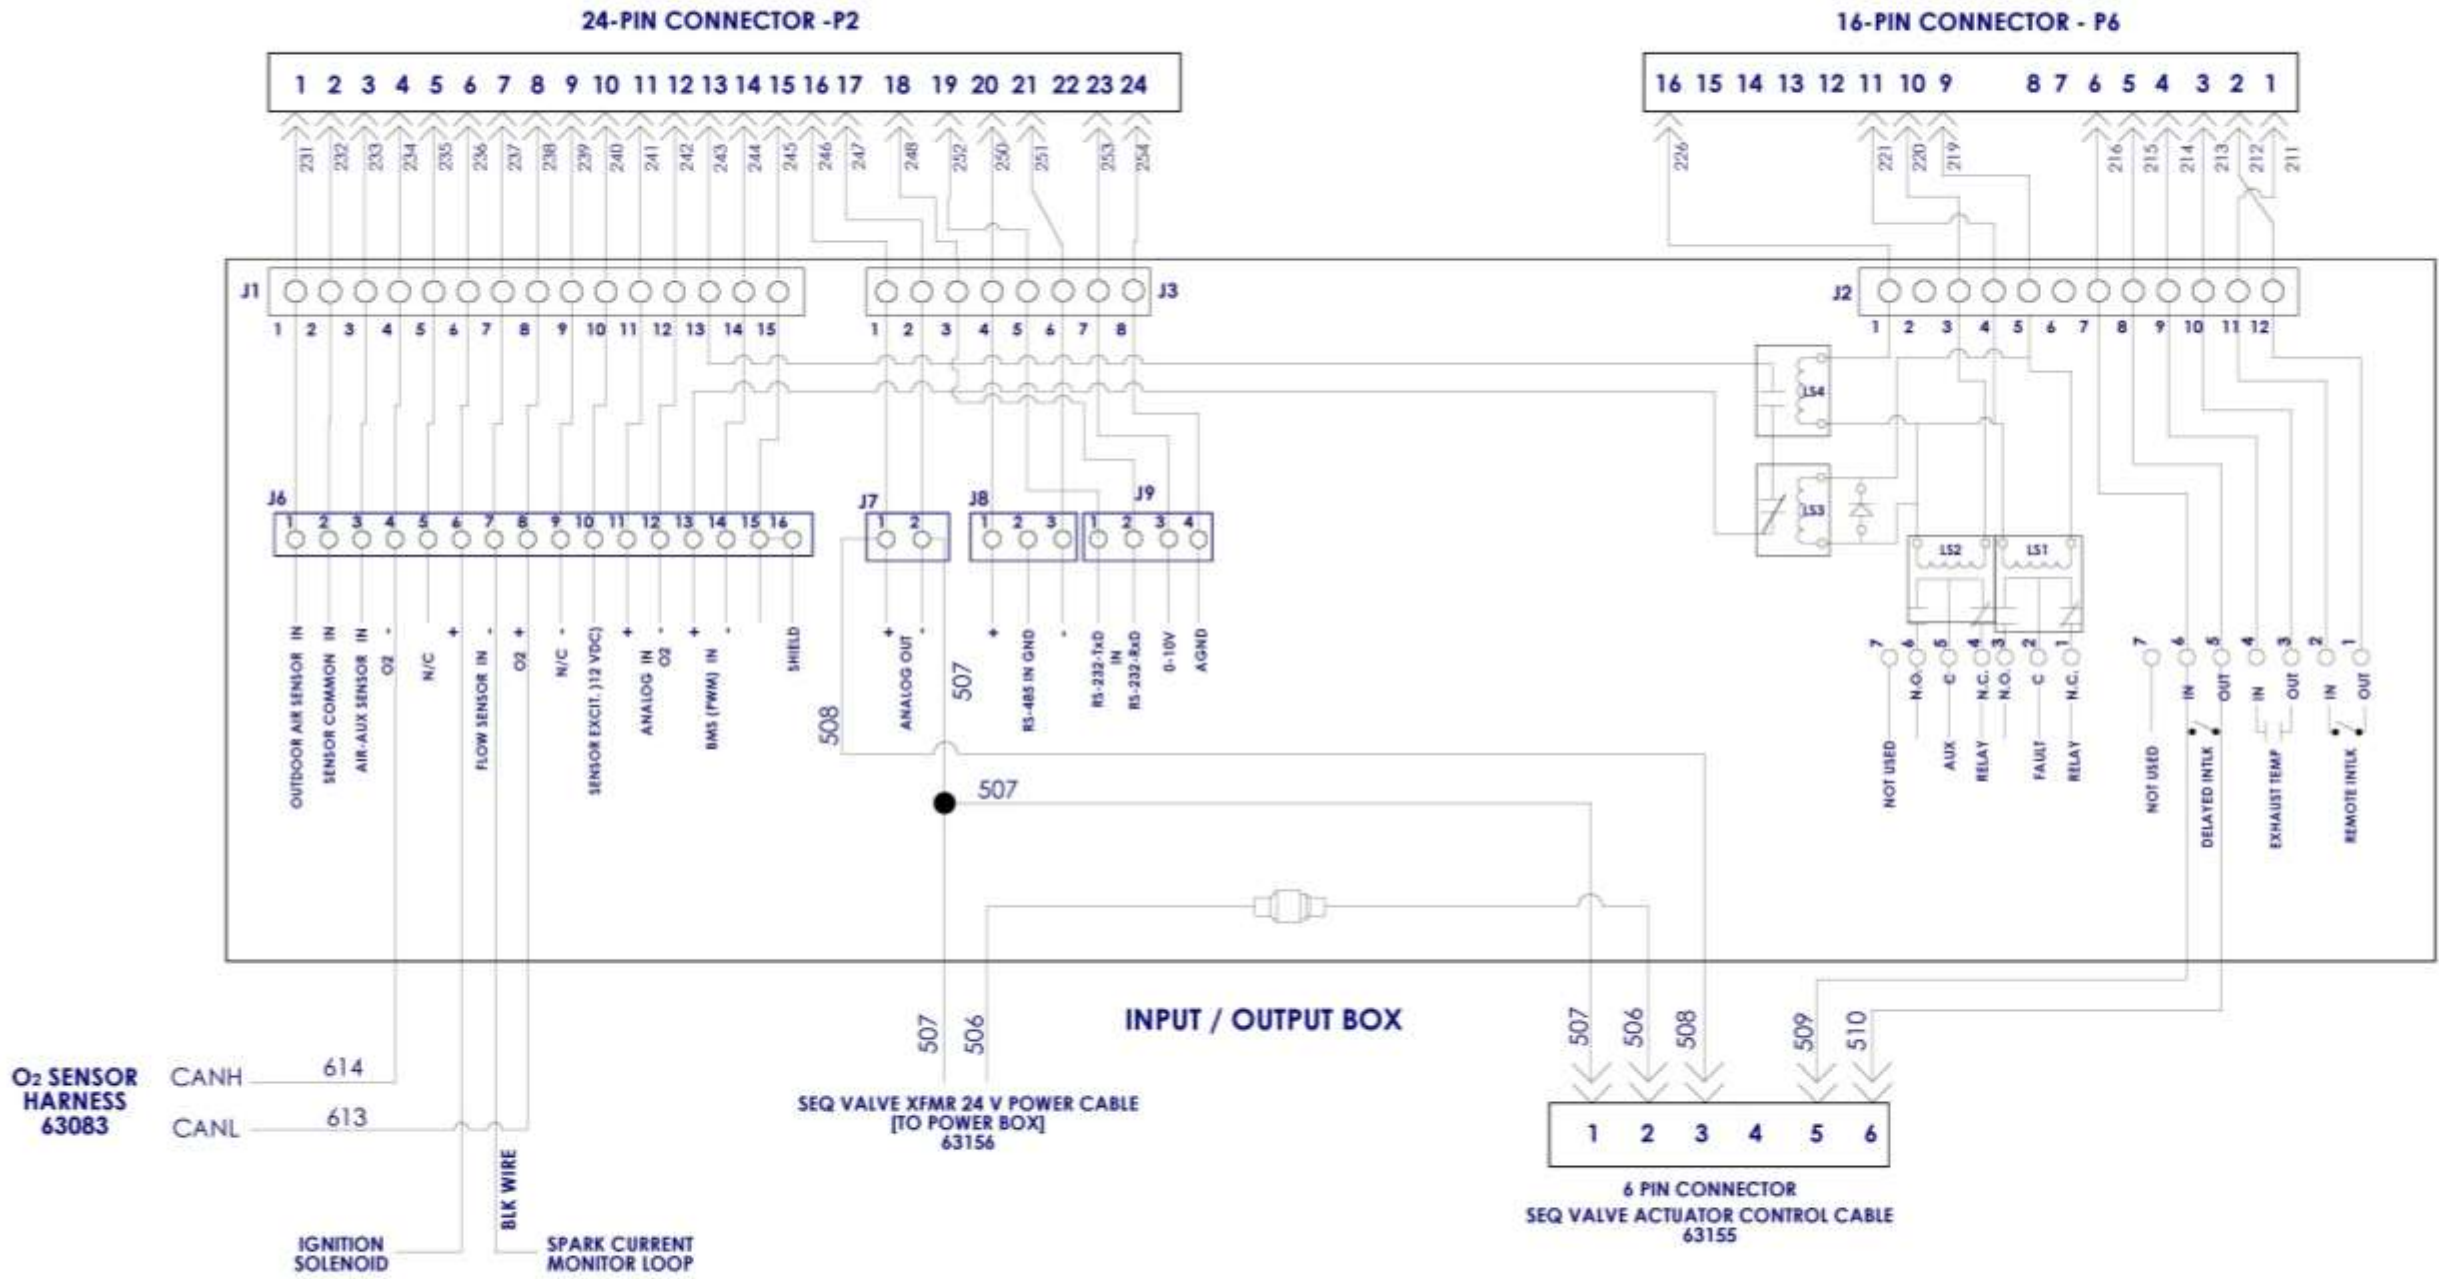 24-PIN CONNECTOR -P2
16-PIN CONNECTOR - P6
1 2 3 4 5 6 7 8 9 10 11 12 13 14 15 16 17 18 19 20 21 22 23 24
16 15 14 13 12 11 10 9 8 7 6 5 4 3 2 1
231 232 233 234 235 236 237 238 239 240 241 242 243 244 245 246 247 248 252 250 251 253 254
226 221 220 219 216 215 214 213 212 211
J1
J3
J2
1 2 3 4 5 6 7 8 9 10 11 12 13 14 15
1 2 3 4 5 6 7 8
1 2 3 4 5 6 7 8 9 10 11 12
LS4
LS3
LS2
LS1
J6
J7
J8
J9
1 2 3 4 5 6 7 8 9 10 11 12 13 14 15 16
1 2
1 2 3
1 2 3 4
7 6 5 4 3 2 1
7 6 5 4 3 2 1
OUTDOOR AIR SENSOR IN
SENSOR COMMON IN
AIR-AUX SENSOR IN
O2 -
N/C
+
FLOW SENSOR IN -
O2 +
N/C -
SENSOR EXCIT. )12 VDC)
+
ANALOG IN
O2 -
+
BMS (PWM) IN
-
SHIELD
+
ANALOG OUT
-
+
RS-485 IN GND
-
RS-232-TxD
IN
RS-232-RxD
0-10V
AGND
N.O. C N.C. N.O. C N.C.
NOT USED
AUX
RELAY
FAULT
RELAY
IN OUT IN OUT IN OUT
NOT USED
DELAYED INTLK
EXHAUST TEMP
REMOTE INTLK
508
507
507
507
506
INPUT / OUTPUT BOX
507 506 508 509 510
O2 SENSOR
HARNESS
63083
CANH
614
CANL
613
SEQ VALVE XFMR 24 V POWER CABLE
[TO POWER BOX]
63156
1 2 3 4 5 6
6 PIN CONNECTOR
SEQ VALVE ACTUATOR CONTROL CABLE
63155
BLK WIRE
IGNITION
SOLENOID
SPARK CURRENT
MONITOR LOOP